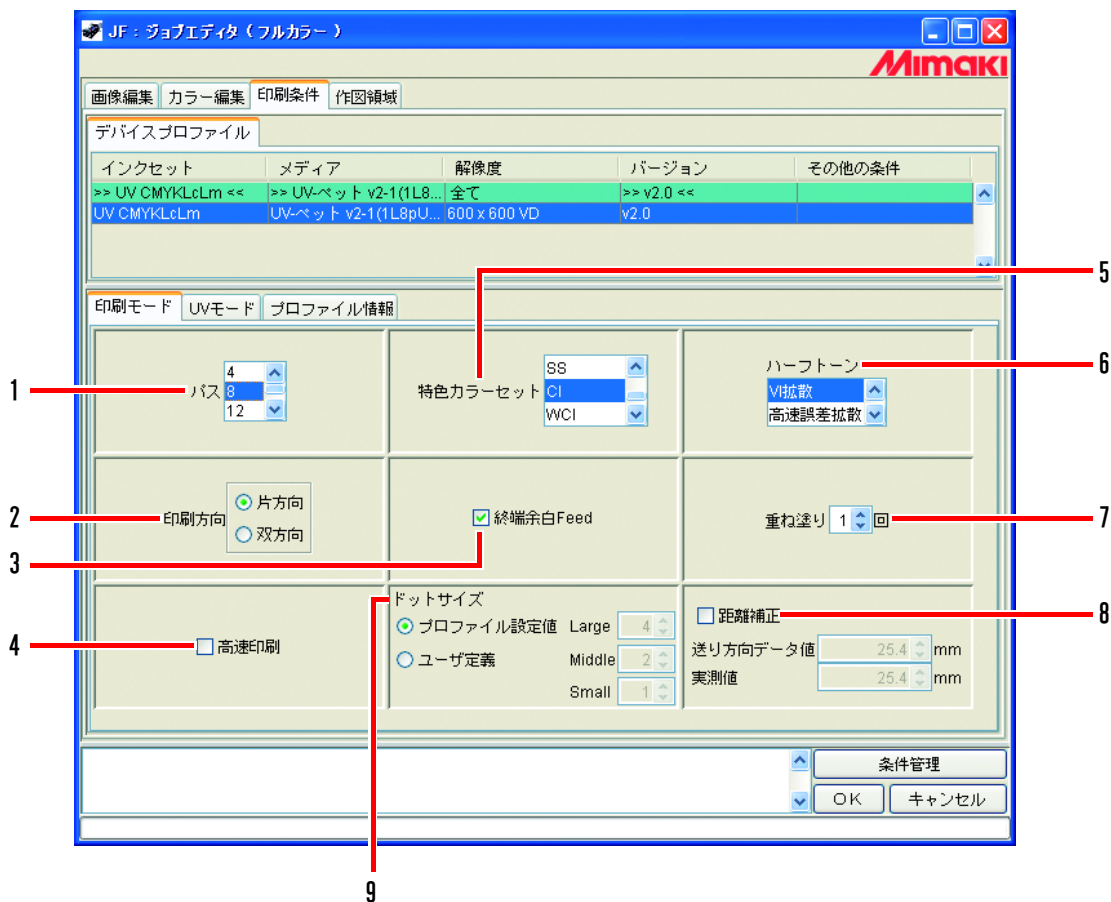 JF：ジョブエディタ（フルカラー）
Mimaki
画像編集 カラー編集 印刷条件 作図領域
デバイスプロファイル
インクセット メディア 解像度 バージョン その他の条件
>> UV CMYKLcLm << >> UV-ペット v2-1(1L8... 全て >> v2.0 <<
UV CMYKLcLm UV-ペット v2-1(1L8pU... 600 x 600 VD v2.0
5
印刷モード UVモード プロファイル情報
1
パス
4
8
12
特色カラーセット
SS
CI
WCI
ハーフトーン
VI拡散
高速誤差拡散
6
2
印刷方向
片方向
双方向
終端余白Feed
3
重ね塗り 1 回
7
4
高速印刷
ドットサイズ
プロファイル設定値 Large 4
ユーザ定義 Middle 2
Small 1
距離補正
8
送り方向データ値 25.4 mm
実測値 25.4 mm
条件管理
ＯＫ キャンセル
9